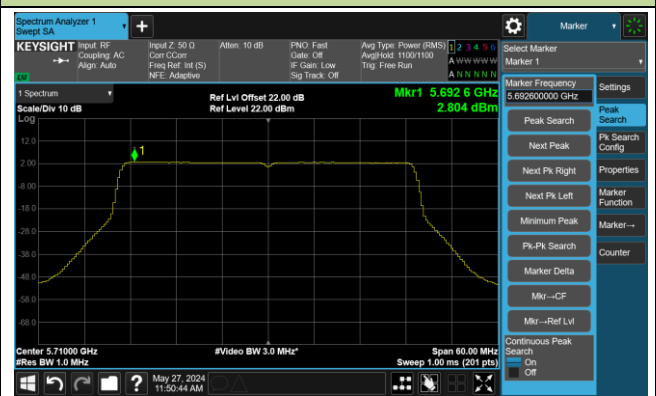 Spectrum Analyzer 1
Swept SA
Marker
KEYSIGHT
Input: RF
Coupling: AC
Align: Auto
Input Z: 50 Ω
Corr CCorr
Freq Ref: Int (S)
NFE: Adaptive
Atten: 10 dB
PNO: Fast
Gate: Off
IF Gain: Low
Sig Track: Off
Avg Type: Power (RMS)
Avg|Hold: 1100/1100
Trig: Free Run
1 2 3 4 5 6
A W W W W W
A N N N N N
Select Marker
Marker 1
1 Spectrum
Scale/Div 10 dB
Log
Ref Lvl Offset 22.00 dB
Ref Level 22.00 dBm
Mkr1 5.692 6 GHz
2.804 dBm
12.0
2.00
-8.00
-18.0
-28.0
-38.0
-48.0
-58.0
-68.0
1
Center 5.71000 GHz
#Res BW 1.0 MHz
#Video BW 3.0 MHz*
Span 60.00 MHz
Sweep 1.00 ms (201 pts)
Marker Frequency
5.692600000 GHz
Peak Search
Next Peak
Next Pk Right
Next Pk Left
Minimum Peak
Pk-Pk Search
Marker Delta
Mkr→CF
Mkr→Ref Lvl
Continuous Peak
Search
On
Off
Settings
Peak
Search
Pk Search
Config
Properties
Marker
Function
Marker→
Counter
May 27, 2024
11:50:44 AM